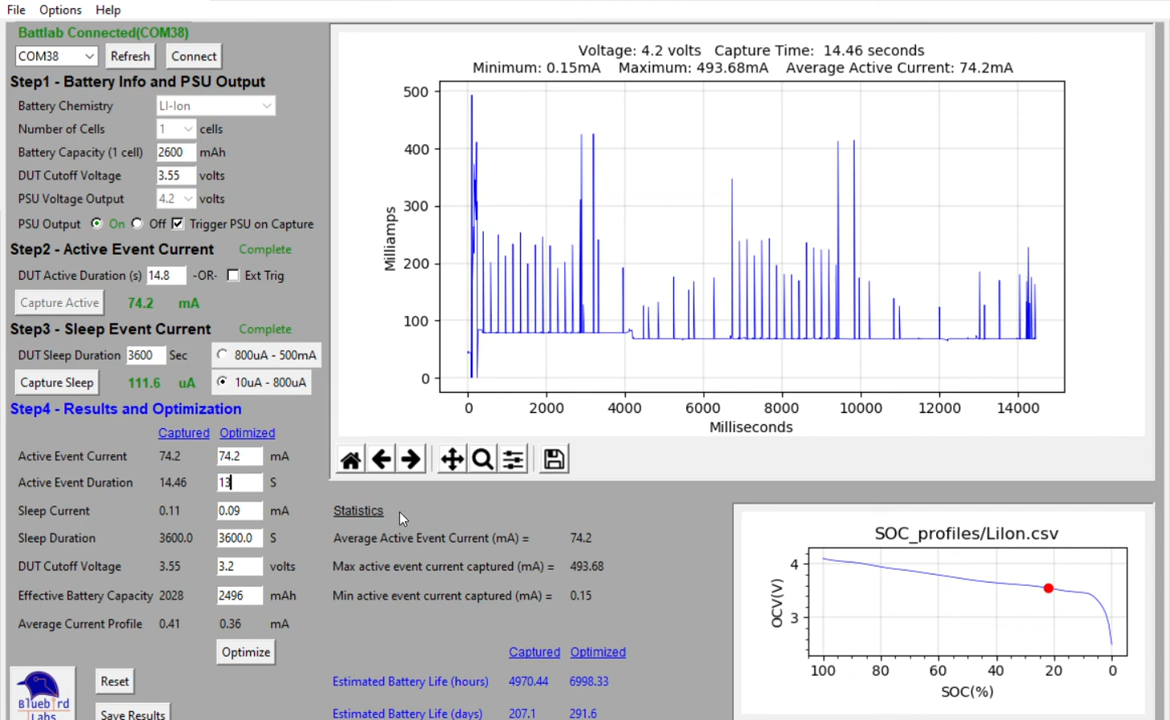 File Options Help
Battlab Connected(COM38)
COM38 Refresh Connect
Step1 - Battery Info and PSU Output
Battery Chemistry LI-Ion
Number of Cells 1 cells
Battery Capacity (1 cell) 2600 mAh
DUT Cutoff Voltage 3.55 volts
PSU Voltage Output 4.2 volts
PSU Output On Off Trigger PSU on Capture
Step2 - Active Event Current Complete
DUT Active Duration (s) 14.8 -OR- Ext Trig
Capture Active 74.2 mA
Step3 - Sleep Event Current Complete
DUT Sleep Duration 3600 Sec 800uA - 500mA
Capture Sleep 111.6 uA 10uA - 800uA
Step4 - Results and Optimization
Captured Optimized
Active Event Current 74.2 74.2 mA
Active Event Duration 14.46 13 S
Sleep Current 0.11 0.09 mA
Sleep Duration 3600.0 3600.0 S
DUT Cutoff Voltage 3.55 3.2 volts
Effective Battery Capacity 2028 2496 mAh
Average Current Profile 0.41 0.36 mA
Optimize
Reset
Bluebird
Labs
Save Results
Voltage: 4.2 volts Capture Time: 14.46 seconds
Minimum: 0.15mA Maximum: 493.68mA Average Active Current: 74.2mA
Milliamps
500
400
300
200
100
0
0 2000 4000 6000 8000 10000 12000 14000
Milliseconds
Statistics
Average Active Event Current (mA) = 74.2
Max active event current captured (mA) = 493.68
Min active event current captured (mA) = 0.15
Captured Optimized
Estimated Battery Life (hours) 4970.44 6998.33
Estimated Battery Life (days) 207.1 291.6
SOC_profiles/LiIon.csv
OCV(V)
4
3
100 80 60 40 20 0
SOC(%)